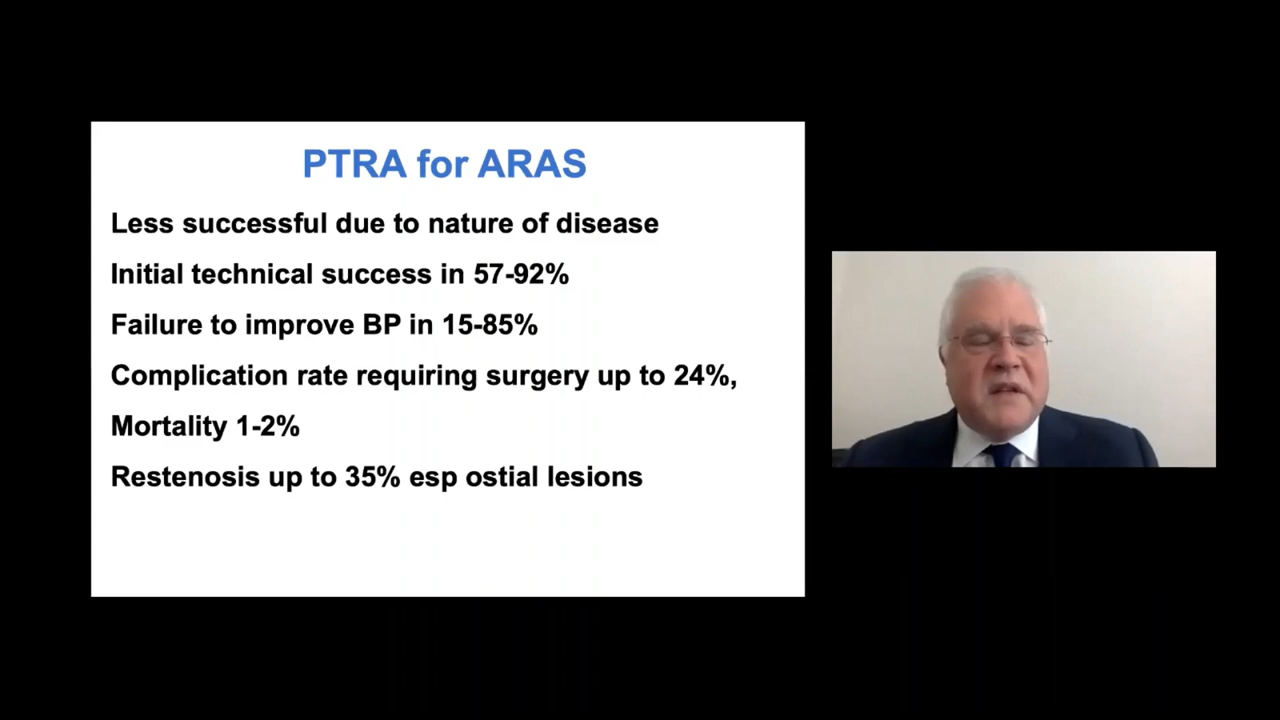 PTRA for ARAS
Less successful due to nature of disease
Initial technical success in 57-92%
Failure to improve BP in 15-85%
Complication rate requiring surgery up to 24%,
Mortality 1-2%
Restenosis up to 35% esp ostial lesions